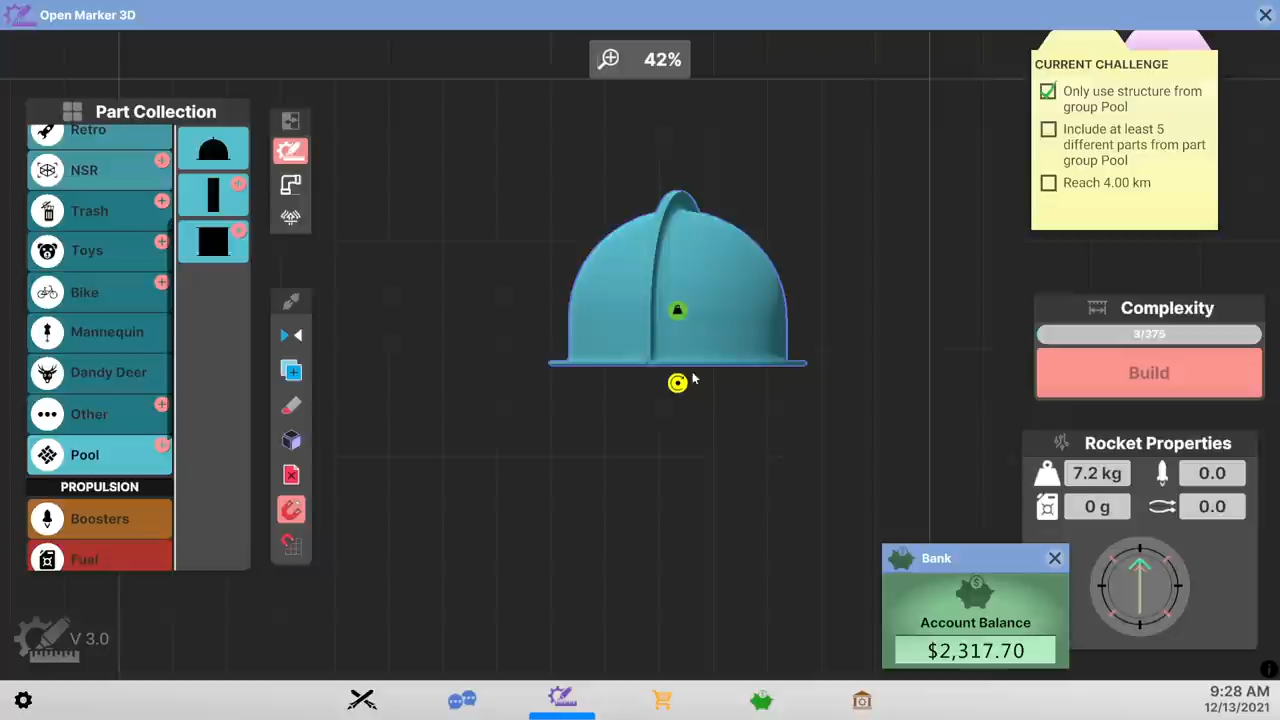 Open Marker 3D
42%
CURRENT CHALLENGE
Only use structure from
group Pool
Include at least 5
different parts from part
group Pool
Reach 4.00 km
Part Collection
Retro
NSR
Trash
Toys
Bike
Mannequin
Dandy Deer
Other
Pool
PROPULSION
Boosters
Fuel
Complexity
3/375
Build
Rocket Properties
7.2 kg
0.0
0 g
0.0
Bank
Account Balance
$2,317.70
V 3.0
9:28 AM
12/13/2021